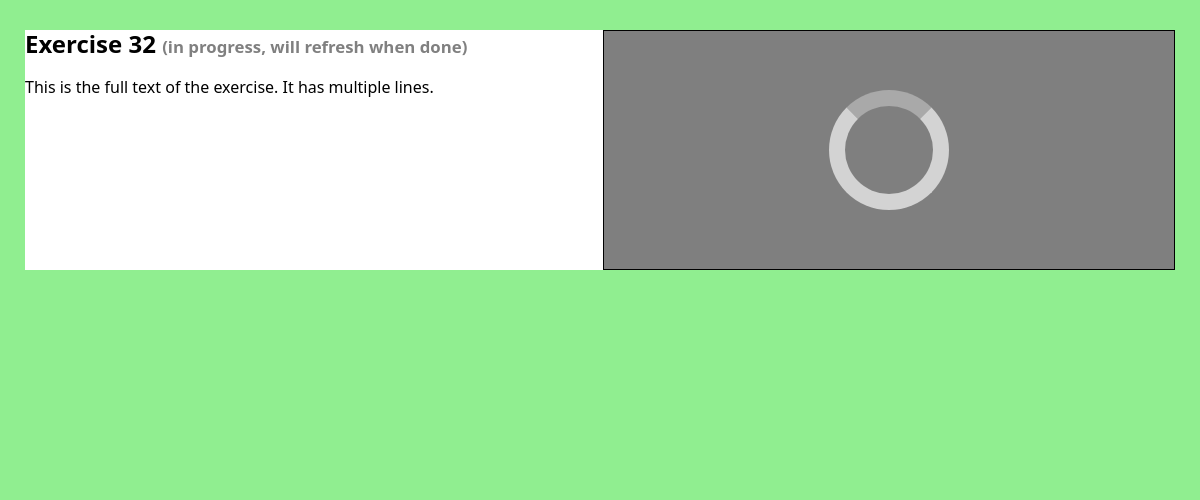 Exercise 32 (in progress, will refresh when done)
This is the full text of the exercise. It has multiple lines.